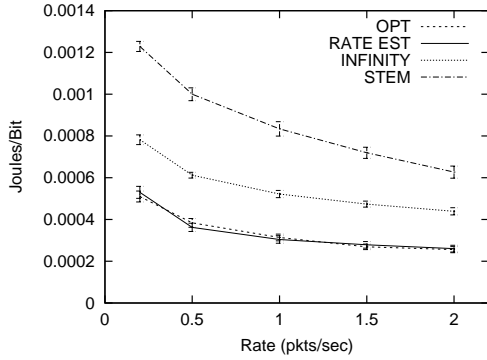 0.0014
0.0012
0.001
0.0008
0.0006
0.0004
0.0002
0
Joules/Bit
OPT
RATE EST
INFINITY
STEM
0 0.5 1 1.5 2
Rate (pkts/sec)